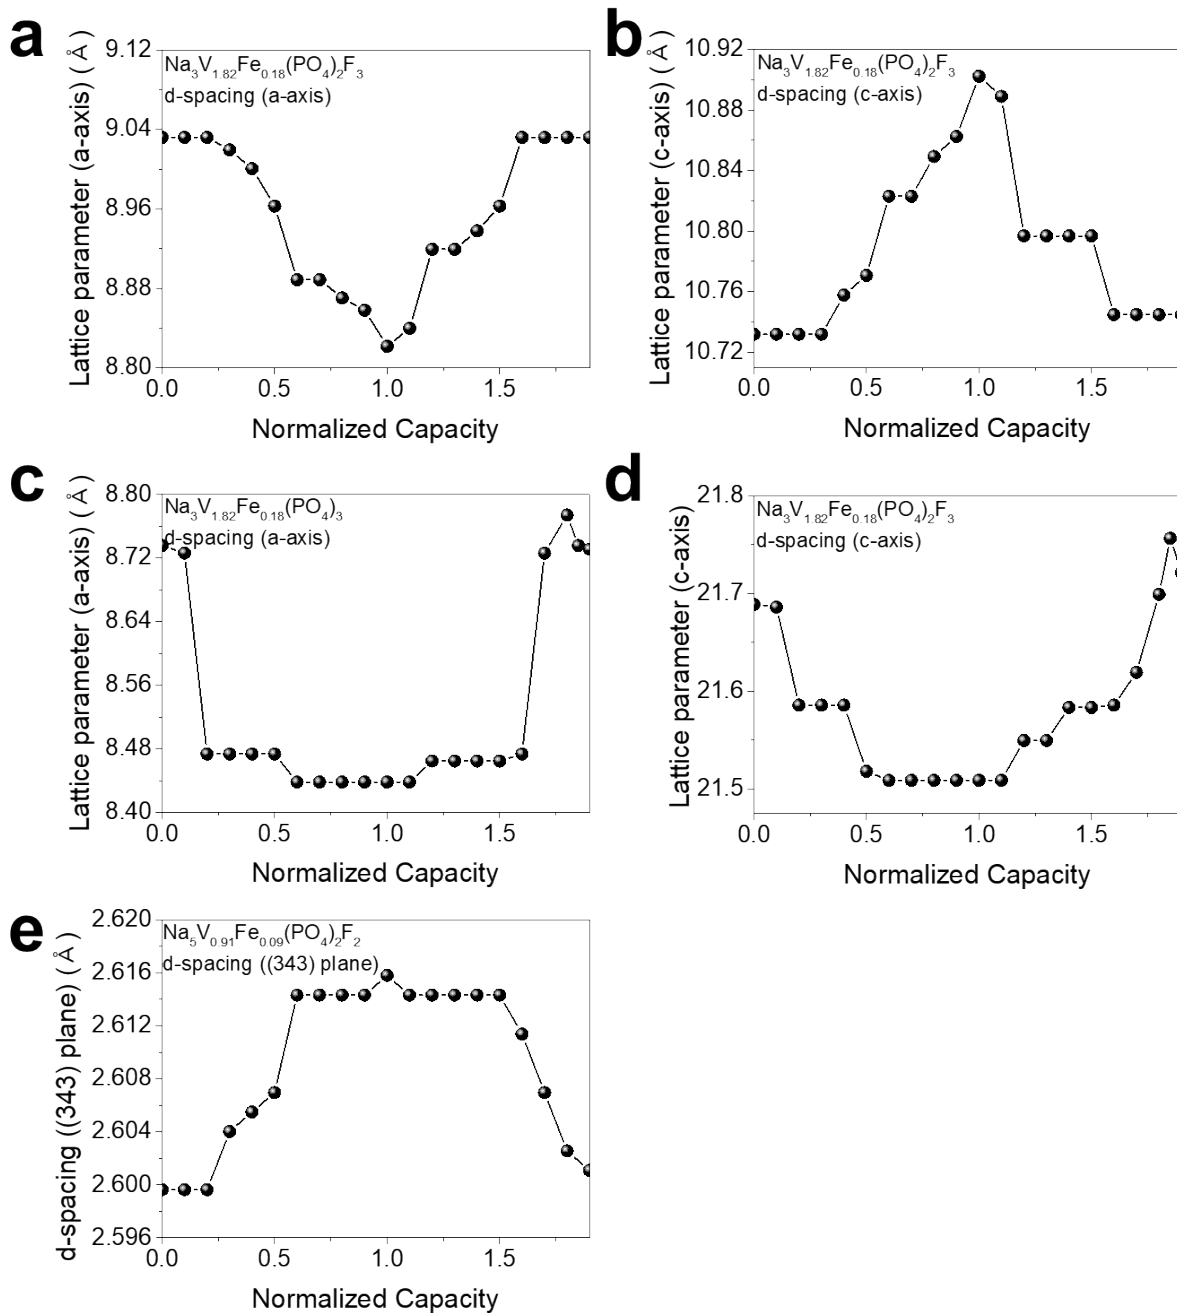 a
9.12
9.04
8.96
8.88
8.80
Lattice parameter (a-axis) (Å)
Na₃V₁.₈₂Fe₀.₁₈(PO₄)₂F₃
d-spacing (a-axis)
0.0 0.5 1.0 1.5
Normalized Capacity
b
10.92
10.88
10.84
10.80
10.76
10.72
Lattice parameter (c-axis) (Å)
Na₃V₁.₈₂Fe₀.₁₈(PO₄)₂F₃
d-spacing (c-axis)
0.0 0.5 1.0 1.5
Normalized Capacity
c
8.80
8.72
8.64
8.56
8.48
8.40
Lattice parameter (a-axis) (Å)
Na₃V₁.₈₂Fe₀.₁₈(PO₄)₃
d-spacing (a-axis)
0.0 0.5 1.0 1.5
Normalized Capacity
d
21.8
21.7
21.6
21.5
Lattice parameter (c-axis)
Na₃V₁.₈₂Fe₀.₁₈(PO₄)₂F₃
d-spacing (c-axis)
0.0 0.5 1.0 1.5
Normalized Capacity
e
2.620
2.616
2.612
2.608
2.604
2.600
2.596
d-spacing ((343) plane) (Å)
Na₅V₀.₉₁Fe₀.₀₉(PO₄)₂F₂
d-spacing ((343) plane)
0.0 0.5 1.0 1.5
Normalized Capacity